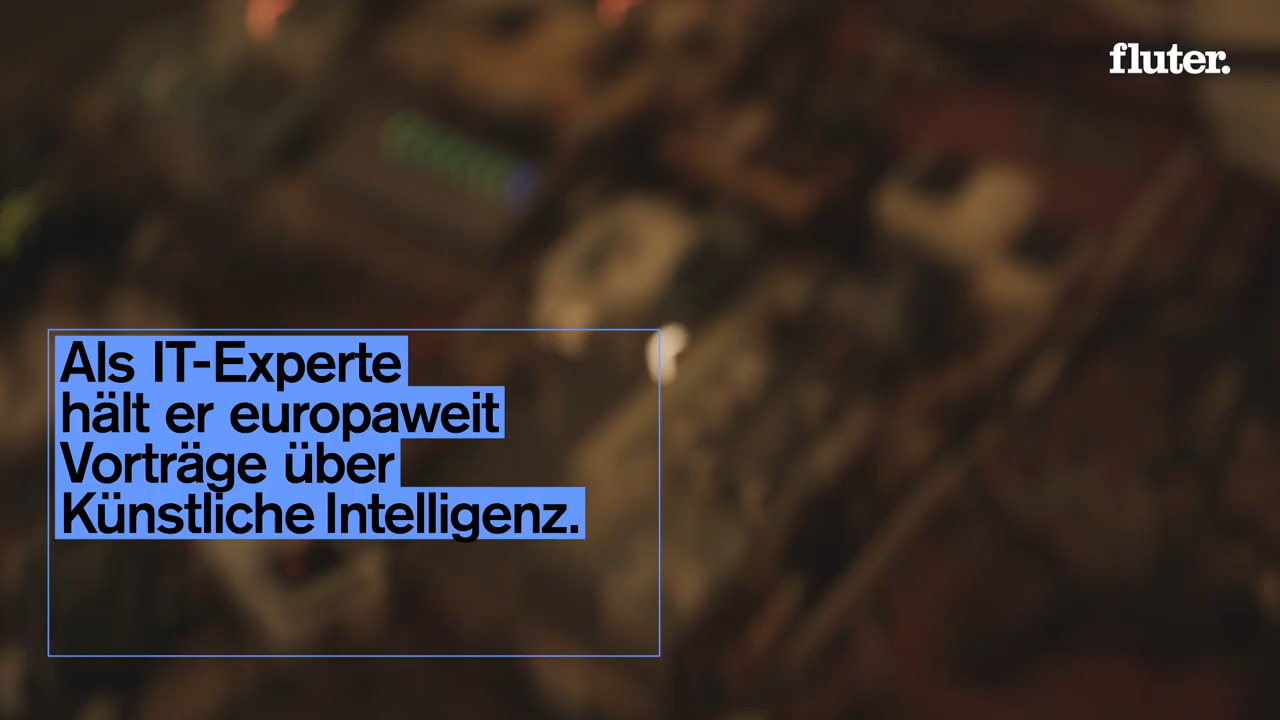 fluter.
Als IT-Experte
hält er europaweit
Vorträge über
Künstliche Intelligenz.